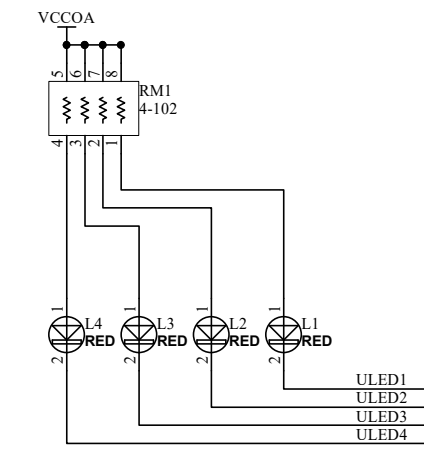 VCCOA
5 6 7 8
RM1
4-102
4 3 2 1
1 1 1 1
L4 L3 L2 L1
RED RED RED RED
2 2 2 2
ULED1
ULED2
ULED3
ULED4